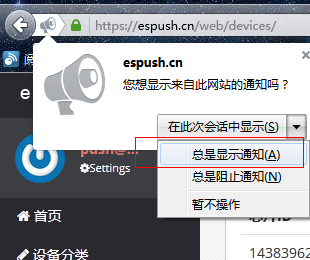 https://espush.cn/web/devices/
阅
espush.cn
您想显示来自此网站的通知吗？
在此次会话中显示(S)
总是显示通知(A)
总是阻止通知(N)
暂不操作
e
push@...
Settings
首页
设备分类
14383962